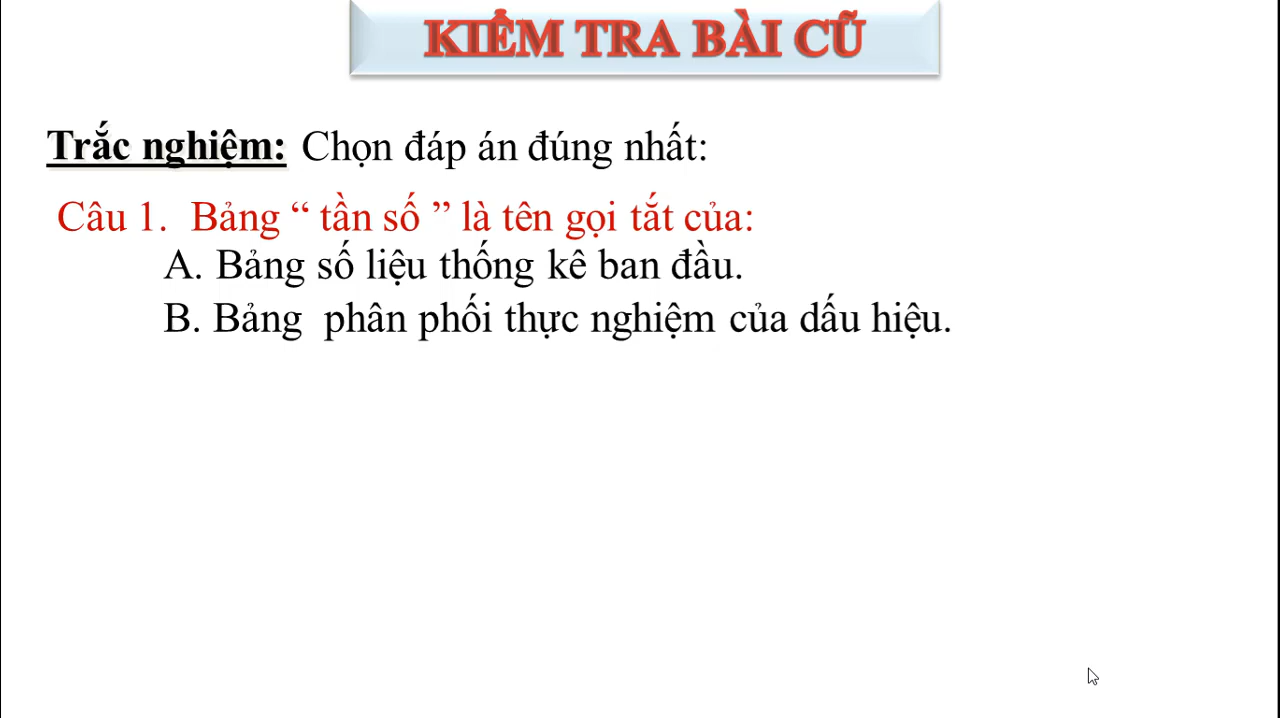 KIỂM TRA BÀI CŨ
Trắc nghiệm: Chọn đáp án đúng nhất:
Câu 1. Bảng “ tần số ” là tên gọi tắt của:
A. Bảng số liệu thống kê ban đầu.
B. Bảng phân phối thực nghiệm của dấu hiệu.